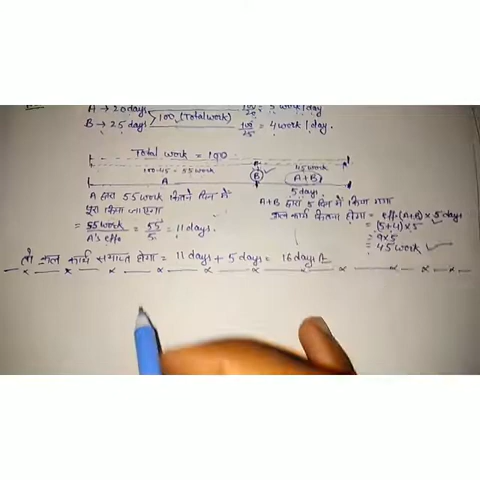 A → 20 days 100/20 = 5 work/day
100 (Total work)
B → 25 days 100/25 = 4 work/day.
Total work = 100
100-45 = 55 work B 45 work
A (A+B)
5 days
A द्वारा 55 work कितने दिन में
पूरा किया जाएगा
= 55 work/A's effi = 55/5 = 11 days.
A+B द्वारा 5 दिन में किया गया
कुल कार्य कितना होगा = effi.(A+B) × 5 days
= (5+4)×5
= 9×5
= 45 work
तो कुल कार्य समाप्त होगा = 11 days + 5 days = 16 days